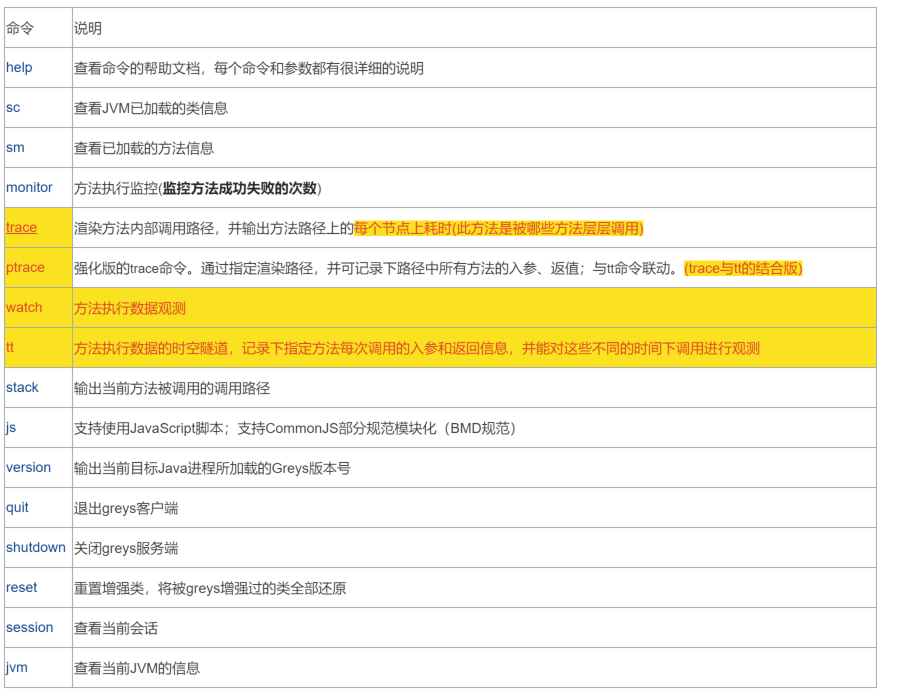 命令 说明
help 查看命令的帮助文档，每个命令和参数都有很详细的说明
sc 查看JVM已加载的类信息
sm 查看已加载的方法信息
monitor 方法执行监控(监控方法成功失败的次数)
trace 渲染方法内部调用路径，并输出方法路径上的每个节点上耗时(此方法是被哪些方法层层调用)
ptrace 强化版的trace命令。通过指定渲染路径，并可记录下路径中所有方法的入参、返值；与tt命令联动。(trace与tt的结合版)
watch 方法执行数据观测
tt 方法执行数据的时空隧道，记录下指定方法每次调用的入参和返回信息，并能对这些不同的时间下调用进行观测
stack 输出当前方法被调用的调用路径
js 支持使用JavaScript脚本；支持CommonJS部分规范模块化（BMD规范）
version 输出当前目标Java进程所加载的Greys版本号
quit 退出greys客户端
shutdown 关闭greys服务端
reset 重置增强类，将被greys增强过的类全部还原
session 查看当前会话
jvm 查看当前JVM的信息